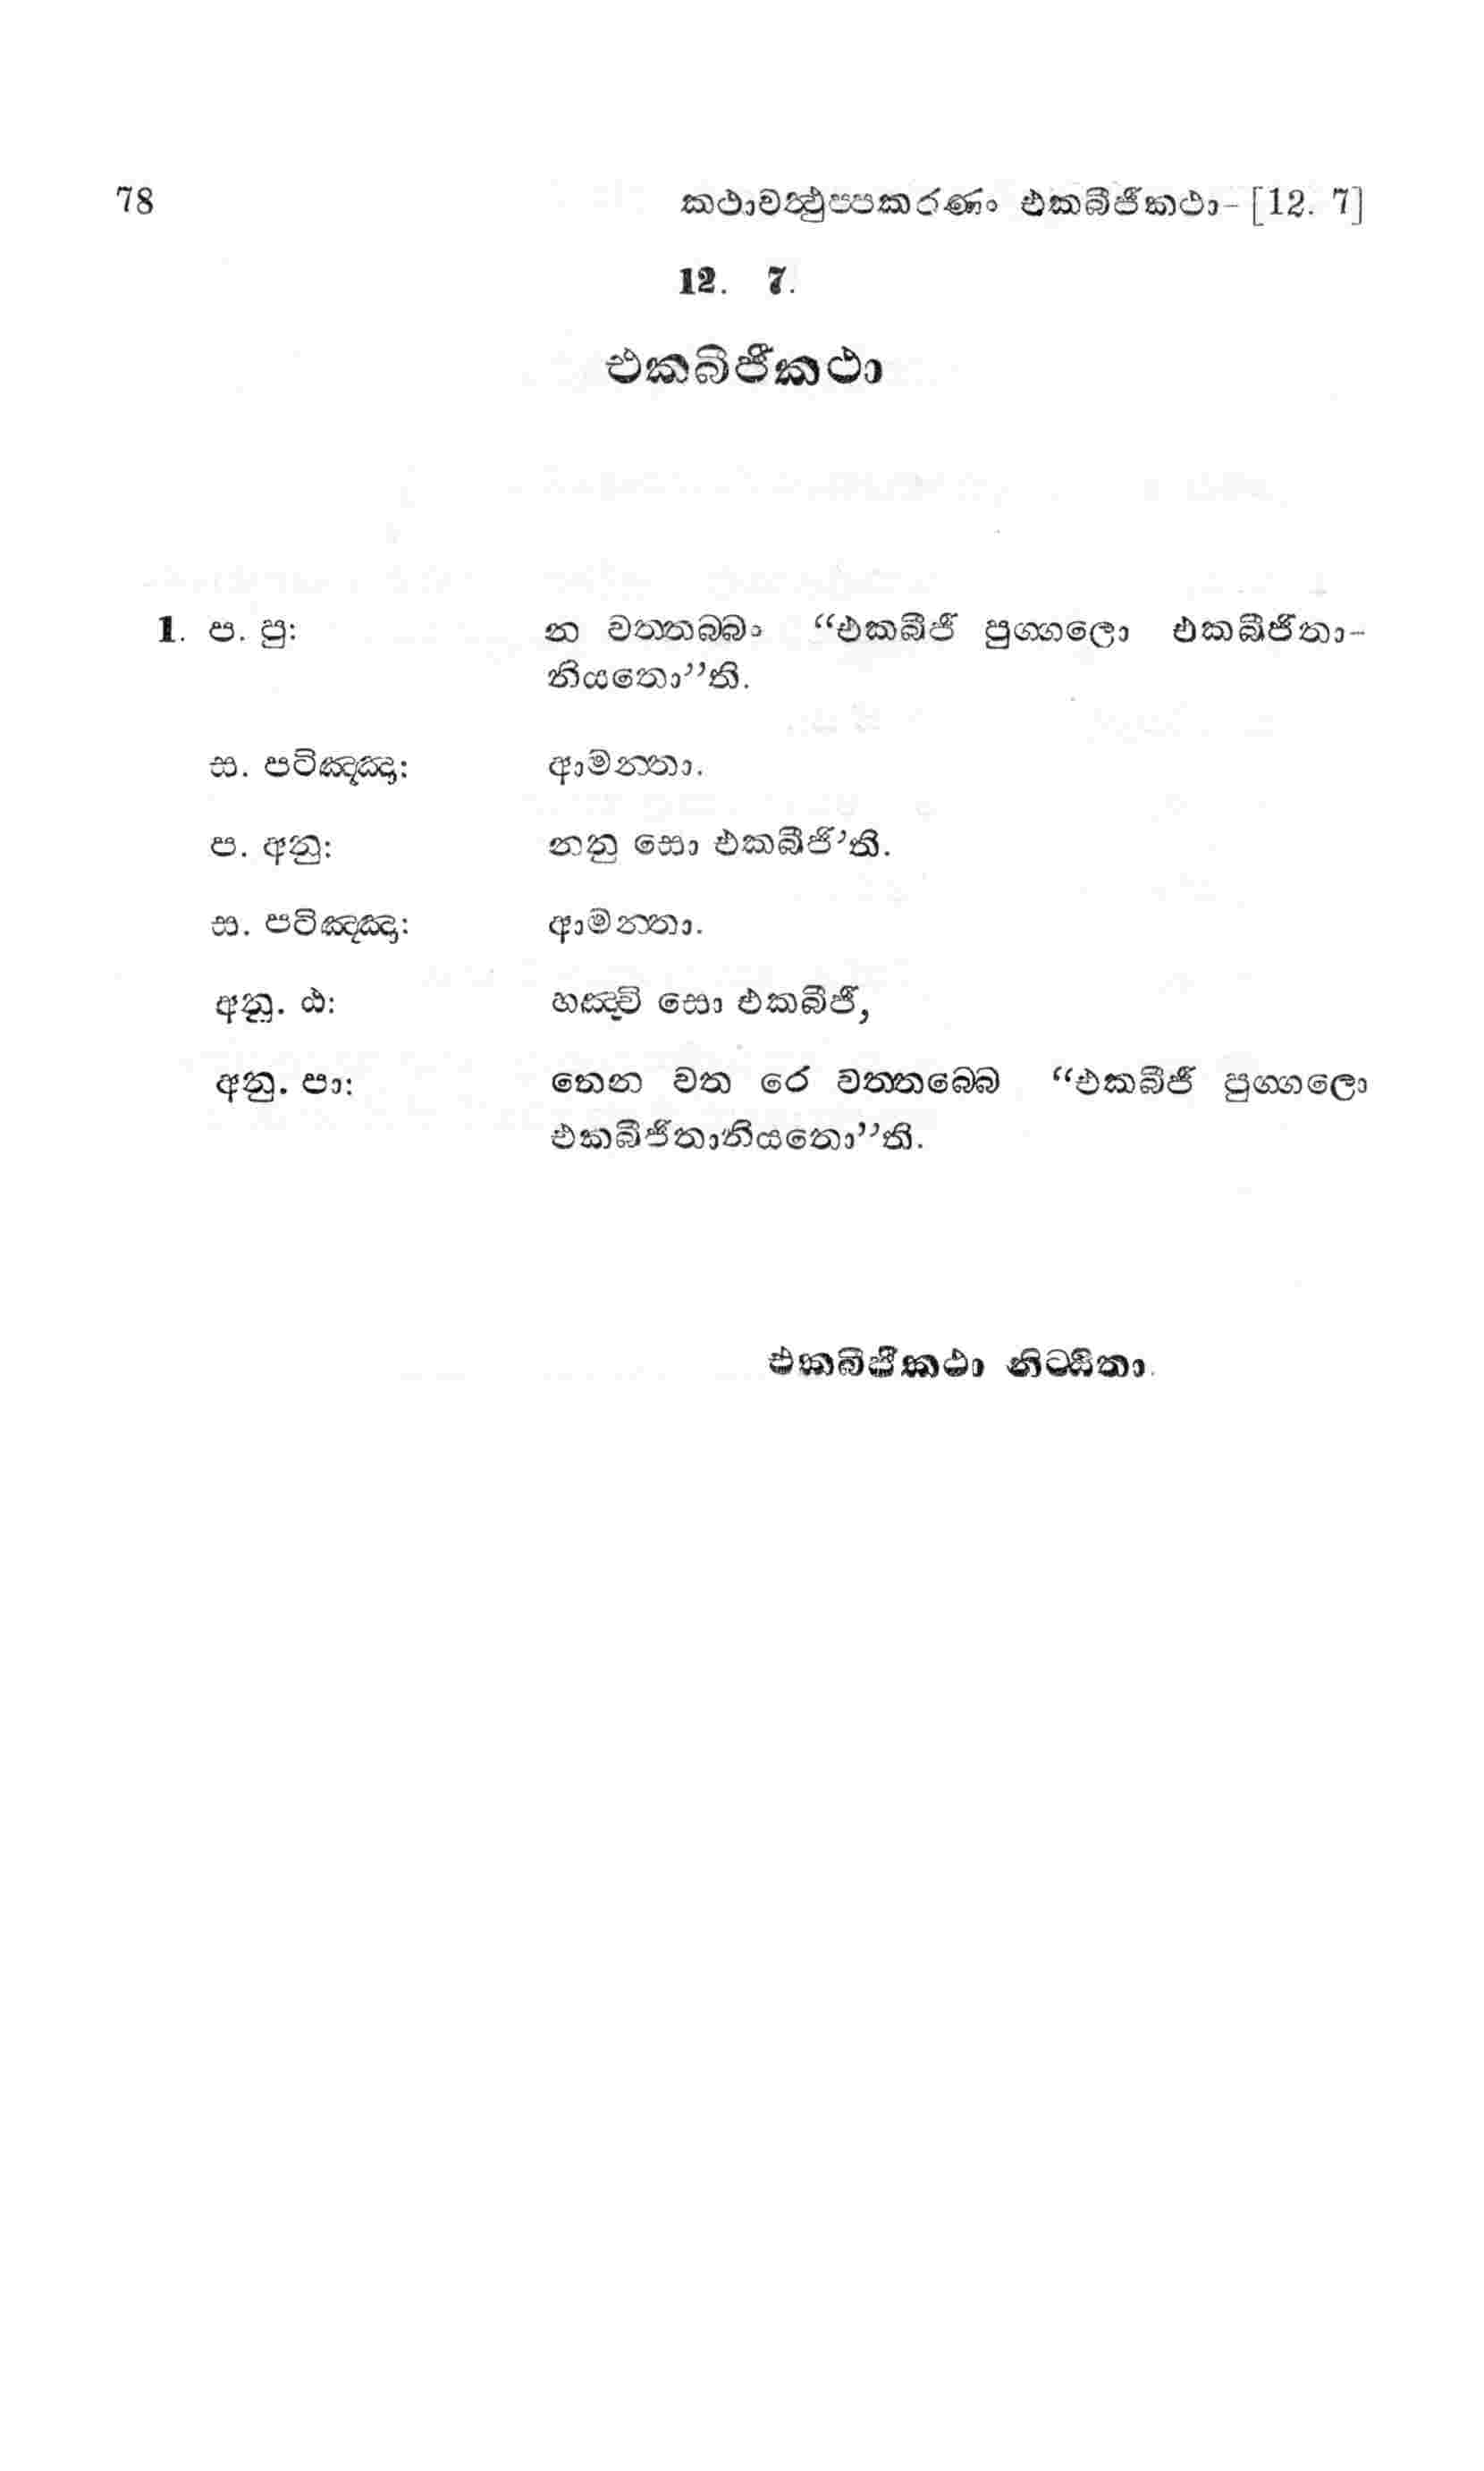 78 කථාවත්‍ථුප්පකරණං එකබීජීකථා-[12. 7]
12. 7.
එකබීජීකථා
1. ප. පු: න වත්තබ්බං “එකබීජී පුග්ගලො එකබීජිතා-
නියතො”ති.
ස. පටිඤ්ඤා: ආමන්තා.
ප. අනු: නනු සො එකබීජි’ති.
ස. පටිඤ්ඤා: ආමන්තා.
අනු. ඨ: හඤ්චි සො එකබීජී,
අනු. පා: තෙන වත රෙ වත්තබ්බෙ “එකබීජී පුග්ගලො
එකබීජිතානියතො”ති.
එකබීජීකථා නිට්ඨිතා.